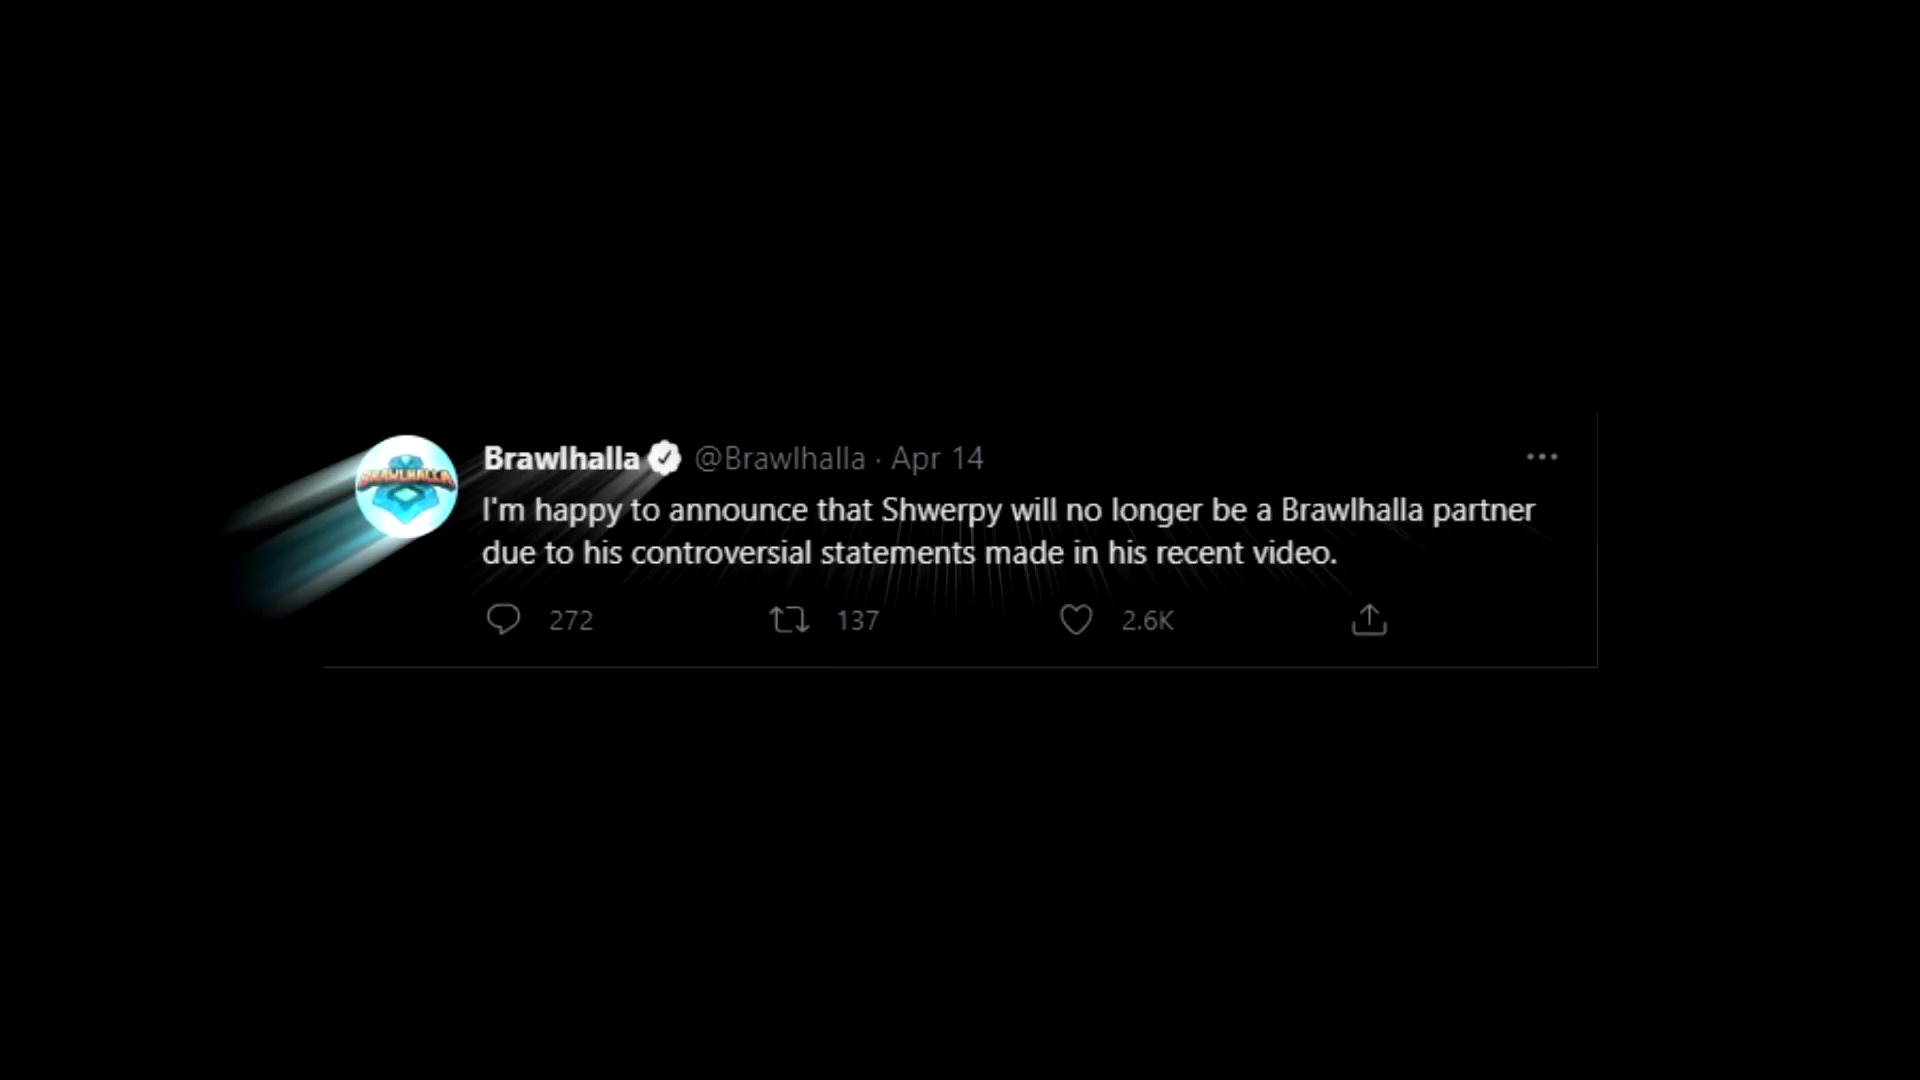 BRAWLHALLA
Brawlhalla @Brawlhalla · Apr 14
I'm happy to announce that Shwerpy will no longer be a Brawlhalla partner
due to his controversial statements made in his recent video.
272 137 2.6K